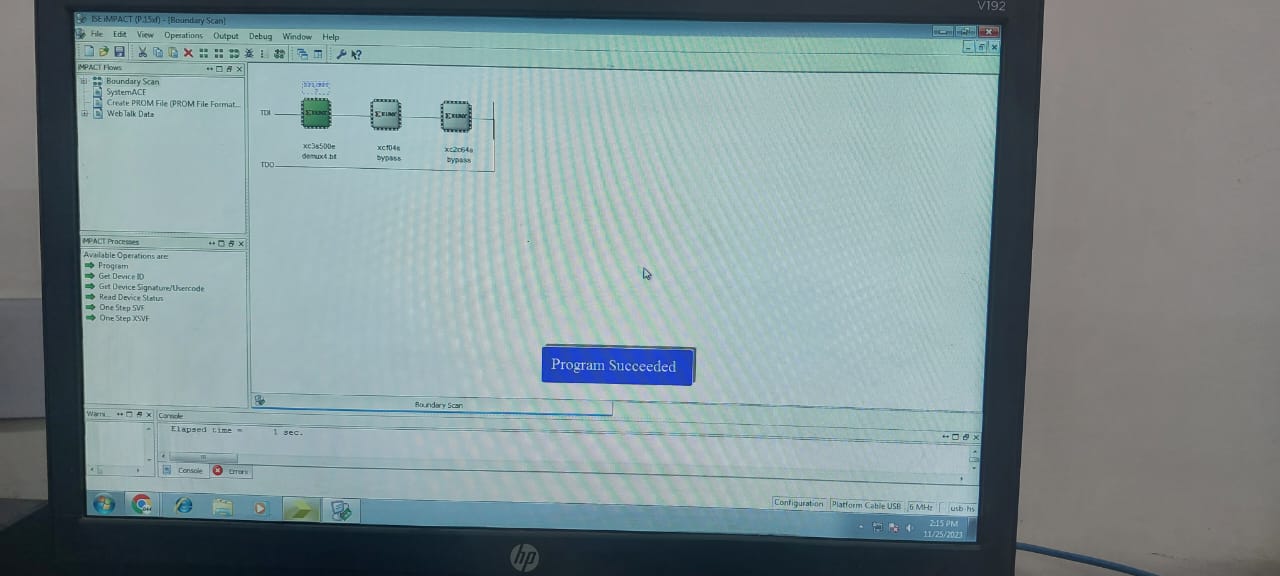 V192
ISE iMPACT (P.15xf) - [Boundary Scan]
File Edit View Operations Output Debug Window Help
iMPACT Flows
Boundary Scan
SystemACE
Create PROM File (PROM File Format...
WebTalk Data
TDI
XILINX
XILINX
XILINX
xc3s500e
demux4.bit
xcf04s
bypass
xc2c64a
bypass
TDO
iMPACT Processes
Available Operations are:
Program
Get Device ID
Get Device Signature/Usercode
Read Device Status
One Step SVF
One Step XSVF
Program Succeeded
Boundary Scan
Warni...
Console
Elapsed time = 1 sec.
Console
Errors
Configuration
Platform Cable USB
6 MHz
usb-hs
2:15 PM
11/25/2023
hp